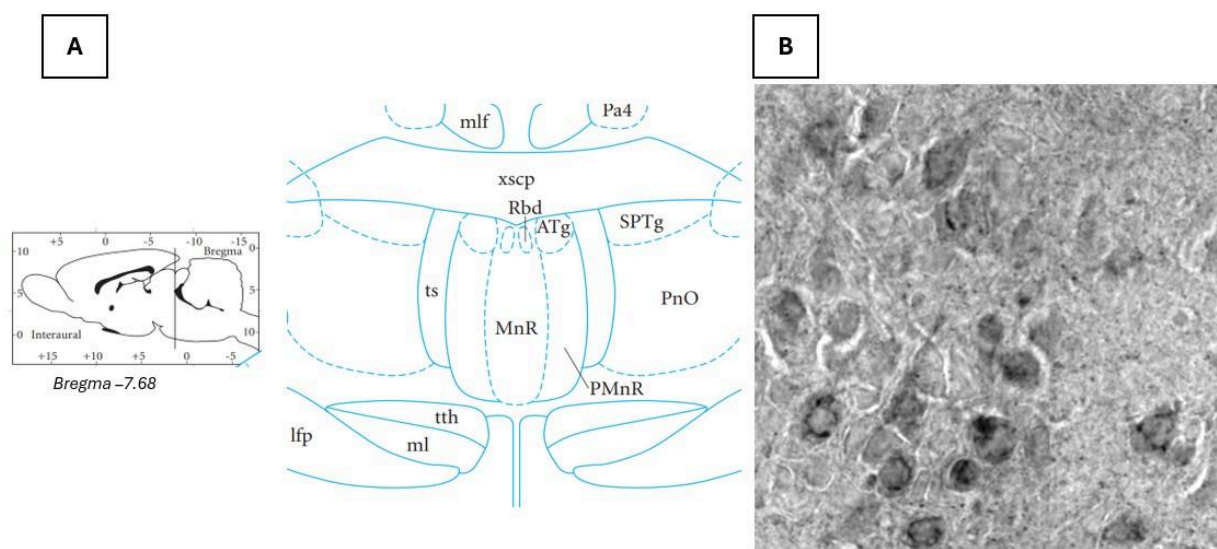 A
B
+5 0 -5 -10 -15
10 Bregma 0
5 5
0 Interaural 10
+15 +10 +5 0 -5
Bregma –7.68
mlf
Pa4
xscp
Rbd
ATg
SPTg
ts
PnO
MnR
PMnR
tth
lfp
ml